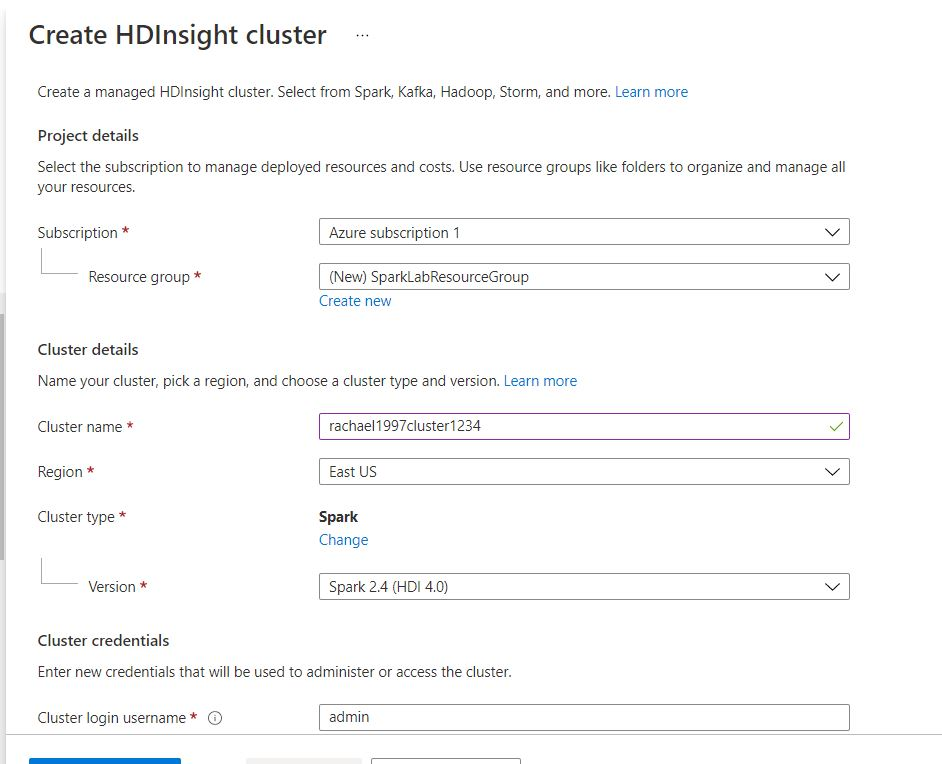 Create HDInsight cluster ...
Create a managed HDInsight cluster. Select from Spark, Kafka, Hadoop, Storm, and more. Learn more
Project details
Select the subscription to manage deployed resources and costs. Use resource groups like folders to organize and manage all
your resources.
Subscription * Azure subscription 1
Resource group * (New) SparkLabResourceGroup
Create new
Cluster details
Name your cluster, pick a region, and choose a cluster type and version. Learn more
Cluster name * rachael1997cluster1234
Region * East US
Cluster type * Spark
Change
Version * Spark 2.4 (HDI 4.0)
Cluster credentials
Enter new credentials that will be used to administer or access the cluster.
Cluster login username * admin